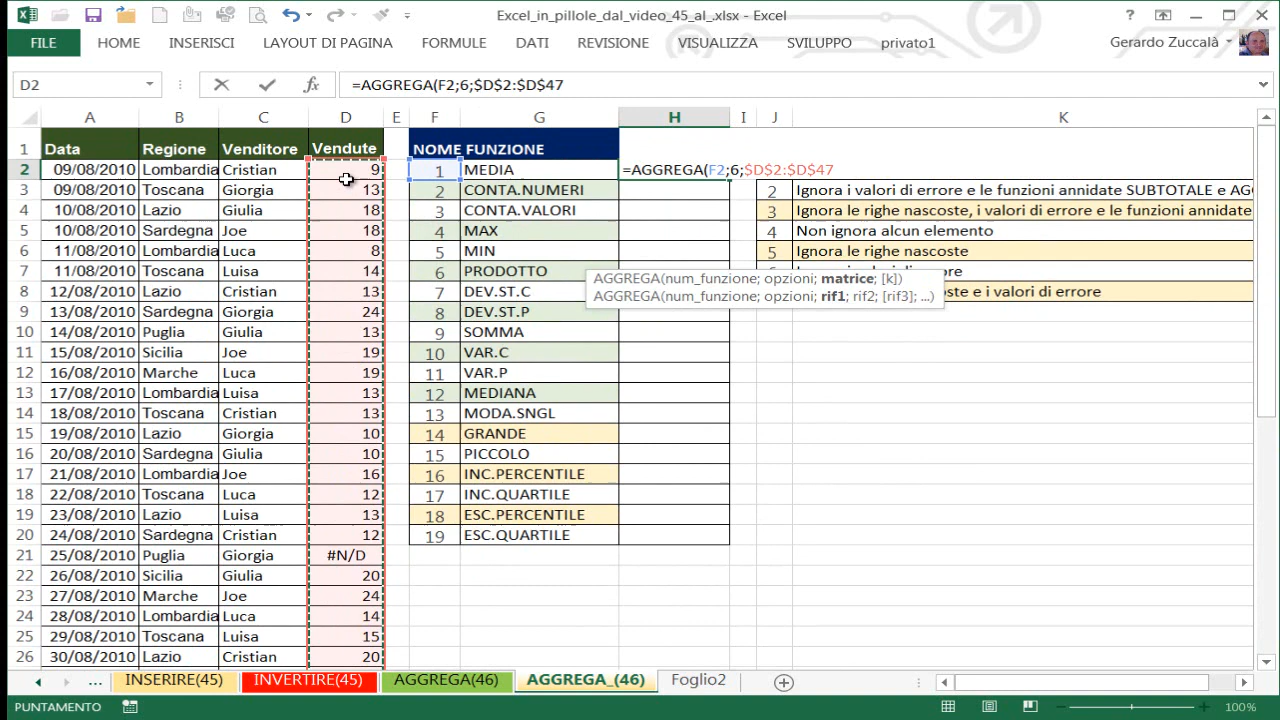 Excel_in_pillole_dal_video_45_al_.xlsx - Excel
FILE HOME INSERISCI LAYOUT DI PAGINA FORMULE DATI REVISIONE VISUALIZZA SVILUPPO privato1 Gerardo Zuccalà
D2 fx =AGGREGA(F2;6;$D$2:$D$47
A B C D E F G H I J K
1 Data Regione Venditore Vendute NOME FUNZIONE
2 09/08/2010 Lombardia Cristian 9 1 MEDIA =AGGREGA(F2;6;$D$2:$D$47
3 09/08/2010 Toscana Giorgia 13 2 CONTA.NUMERI 2 Ignora i valori di errore e le funzioni annidate SUBTOTALE e AGG
4 10/08/2010 Lazio Giulia 18 3 CONTA.VALORI 3 Ignora le righe nascoste, i valori di errore e le funzioni annidate
5 10/08/2010 Sardegna Joe 18 4 MAX 4 Non ignora alcun elemento
6 11/08/2010 Lombardia Luca 8 5 MIN 5 Ignora le righe nascoste
7 11/08/2010 Toscana Luisa 14 6 PRODOTTO
AGGREGA(num_funzione; opzioni; matrice; [k])
AGGREGA(num_funzione; opzioni; rif1; rif2; [rif3]; ...)
8 12/08/2010 Lazio Cristian 13 7 DEV.ST.C oste e i valori di errore
9 13/08/2010 Sardegna Giorgia 24 8 DEV.ST.P
10 14/08/2010 Puglia Giulia 13 9 SOMMA
11 15/08/2010 Sicilia Joe 19 10 VAR.C
12 16/08/2010 Marche Luca 19 11 VAR.P
13 17/08/2010 Lombardia Luisa 13 12 MEDIANA
14 18/08/2010 Toscana Cristian 13 13 MODA.SNGL
15 19/08/2010 Lazio Giorgia 10 14 GRANDE
16 20/08/2010 Sardegna Giulia 10 15 PICCOLO
17 21/08/2010 Lombardia Joe 16 16 INC.PERCENTILE
18 22/08/2010 Toscana Luca 12 17 INC.QUARTILE
19 23/08/2010 Lazio Luisa 13 18 ESC.PERCENTILE
20 24/08/2010 Sardegna Cristian 12 19 ESC.QUARTILE
21 25/08/2010 Puglia Giorgia #N/D
22 26/08/2010 Sicilia Giulia 20
23 27/08/2010 Marche Joe 24
24 28/08/2010 Lombardia Luca 14
25 29/08/2010 Toscana Luisa 15
26 30/08/2010 Lazio Cristian 20
... INSERIRE(45) INVERTIRE(45) AGGREGA(46) AGGREGA_(46) Foglio2
PUNTAMENTO 100%